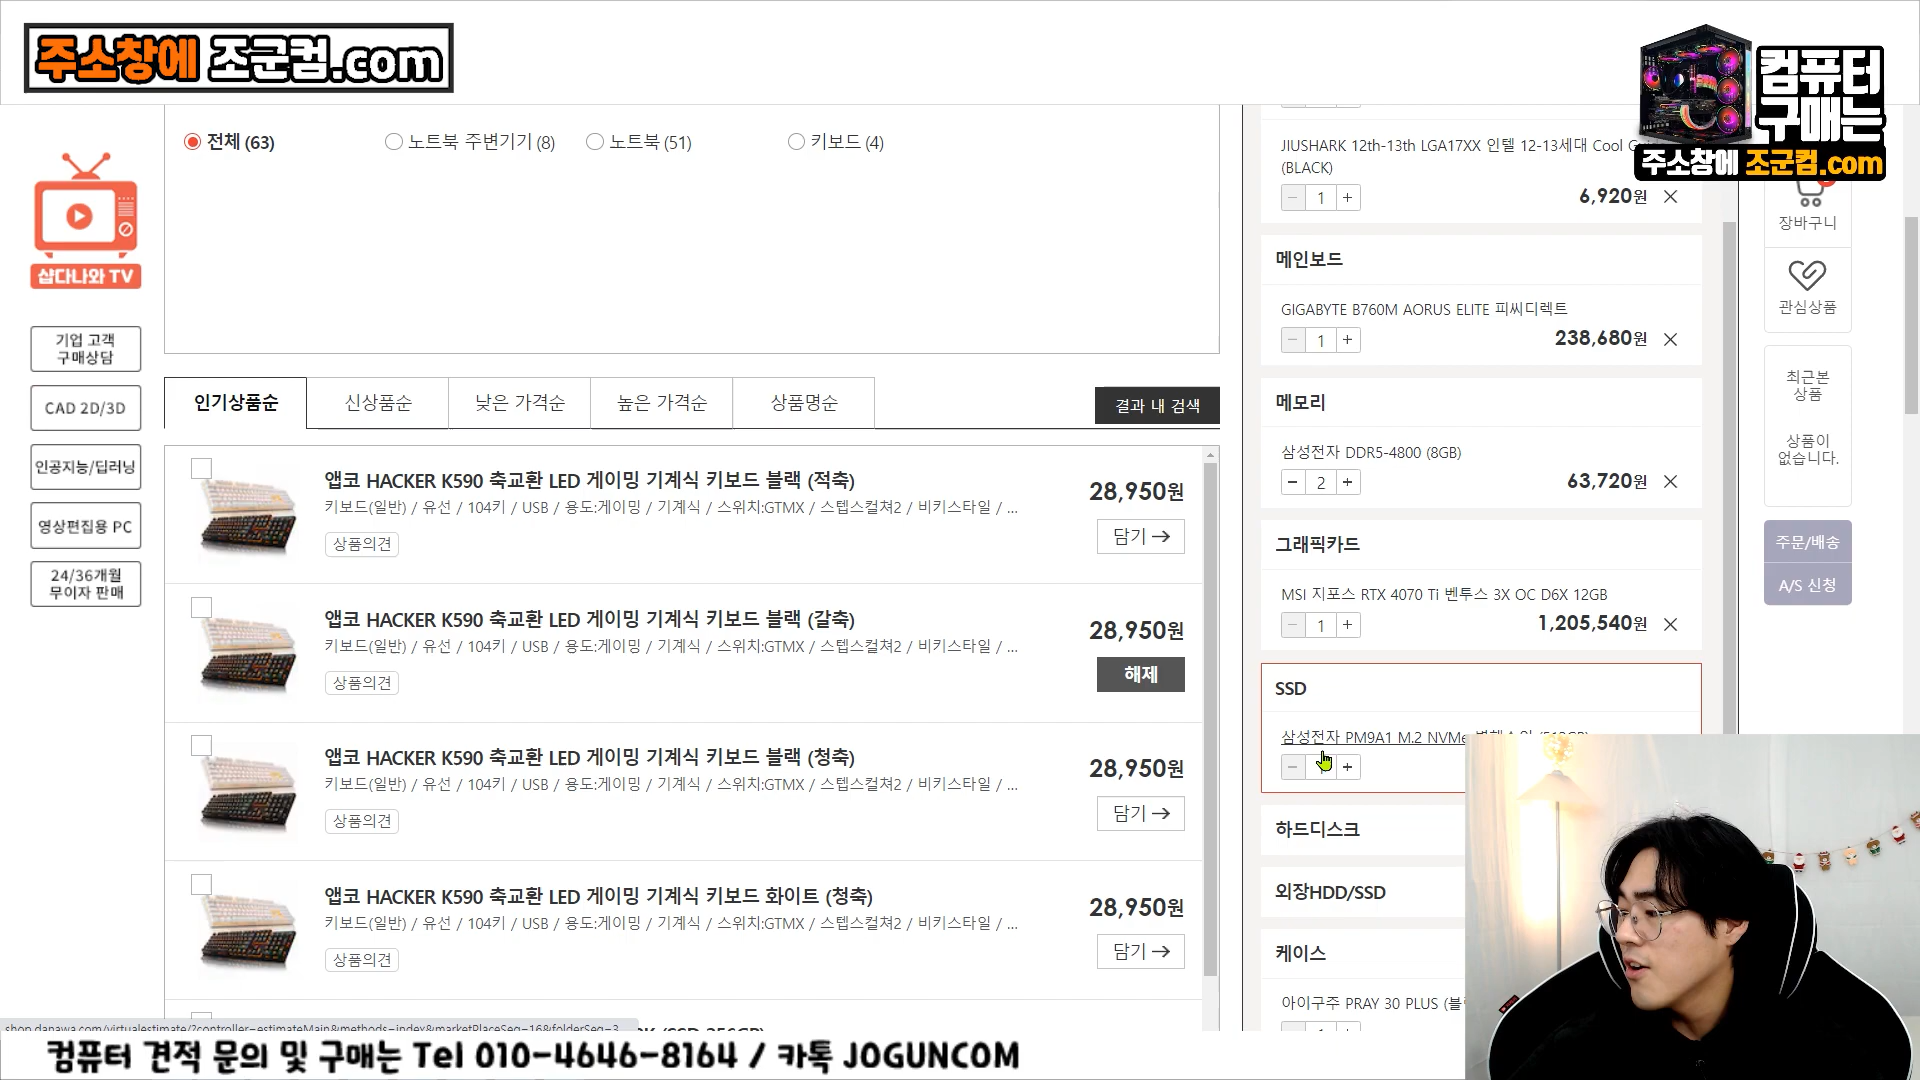 주소창에 조군컴.com
컴퓨터
구매는
주소창에 조군컴.com
샵다나와 TV
기업 고객
구매상담
CAD 2D/3D
인공지능/딥러닝
영상편집용 PC
24/36개월
무이자 판매
전체 (63)
노트북 주변기기 (8)
노트북 (51)
키보드 (4)
인기상품순
신상품순
낮은 가격순
높은 가격순
상품명순
결과 내 검색
앱코 HACKER K590 축교환 LED 게이밍 기계식 키보드 블랙 (적축)
키보드(일반) / 유선 / 104키 / USB / 용도:게이밍 / 기계식 / 스위치:GTMX / 스텝스컬쳐2 / 비키스타일 / ...
상품의견
28,950원
담기
앱코 HACKER K590 축교환 LED 게이밍 기계식 키보드 블랙 (갈축)
키보드(일반) / 유선 / 104키 / USB / 용도:게이밍 / 기계식 / 스위치:GTMX / 스텝스컬쳐2 / 비키스타일 / ...
상품의견
28,950원
해제
앱코 HACKER K590 축교환 LED 게이밍 기계식 키보드 블랙 (청축)
키보드(일반) / 유선 / 104키 / USB / 용도:게이밍 / 기계식 / 스위치:GTMX / 스텝스컬쳐2 / 비키스타일 / ...
상품의견
28,950원
담기
앱코 HACKER K590 축교환 LED 게이밍 기계식 키보드 화이트 (청축)
키보드(일반) / 유선 / 104키 / USB / 용도:게이밍 / 기계식 / 스위치:GTMX / 스텝스컬쳐2 / 비키스타일 / ...
상품의견
28,950원
담기
JIUSHARK 12th-13th LGA17XX 인텔 12-13세대 Cool
(BLACK)
1
6,920원
메인보드
GIGABYTE B760M AORUS ELITE 피씨디렉트
1
238,680원
메모리
삼성전자 DDR5-4800 (8GB)
2
63,720원
그래픽카드
MSI 지포스 RTX 4070 Ti 벤투스 3X OC D6X 12GB
1
1,205,540원
SSD
삼성전자 PM9A1 M.2 NVMe
하드디스크
외장HDD/SSD
케이스
아이구주 PRAY 30 PLUS
장바구니
관심상품
최근본
상품
상품이
없습니다.
주문/배송
A/S 신청
shop.danawa.com/virtualestimate/?controller=estimateMain&methods=index&marketPlaceSeq=16&folderSeq=3
컴퓨터 견적 문의 및 구매는 Tel 010-4646-8164 / 카톡 JOGUNCOM